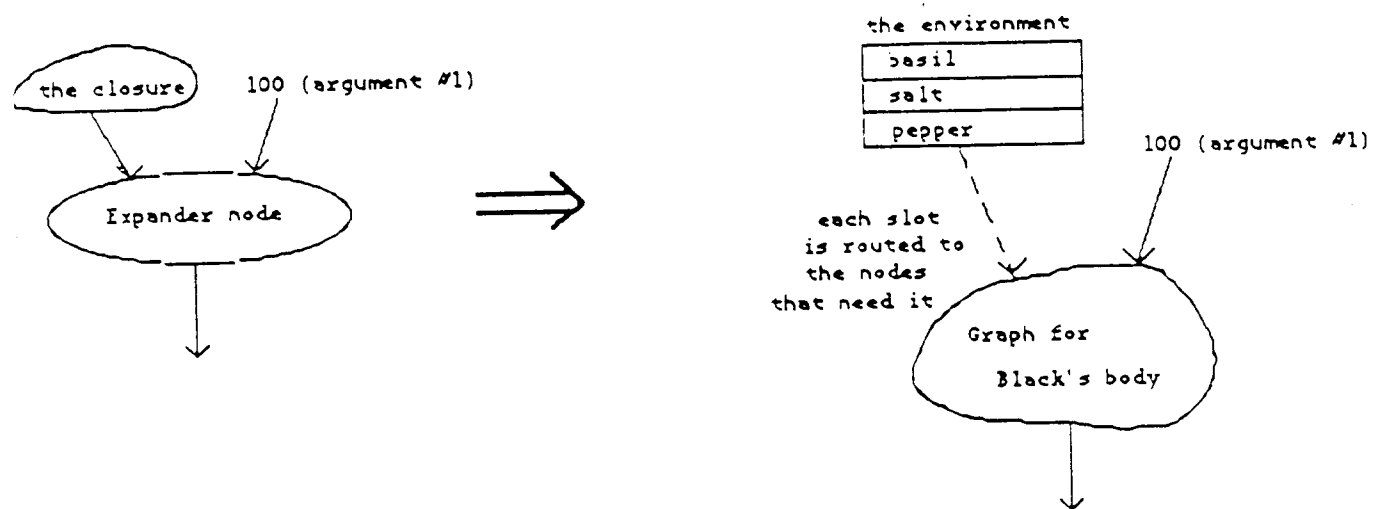 the closure
100 (argument #1)
Expander node
the environment
basil
salt
pepper
100 (argument #1)
each slot
is routed to
the nodes
that need it
Graph for
Black's body